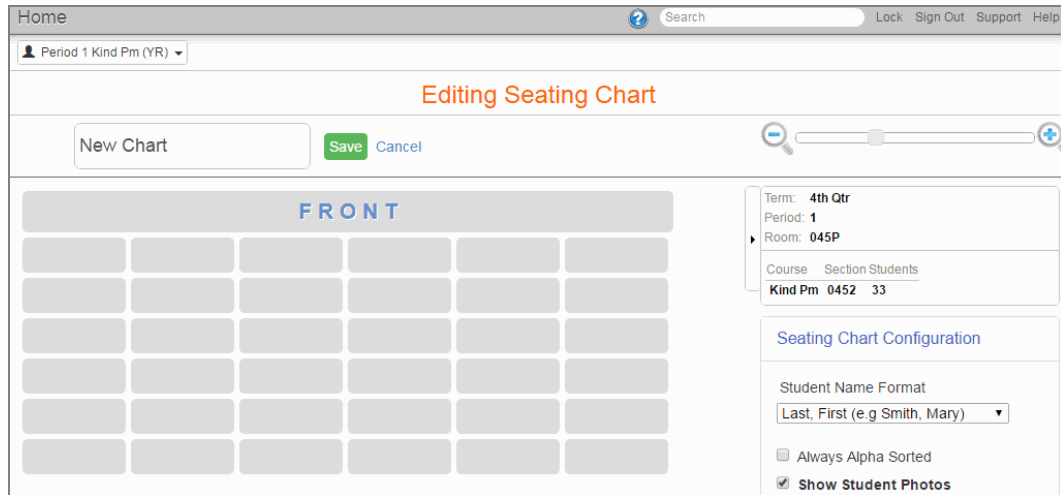 Home Search Lock Sign Out Support Help
Period 1 Kind Pm (YR)
Editing Seating Chart
New Chart Save Cancel
FRONT
Term: 4th Qtr
Period: 1
Room: 045P
Course Section Students
Kind Pm 0452 33
Seating Chart Configuration
Student Name Format
Last, First (e.g Smith, Mary)
Always Alpha Sorted
Show Student Photos